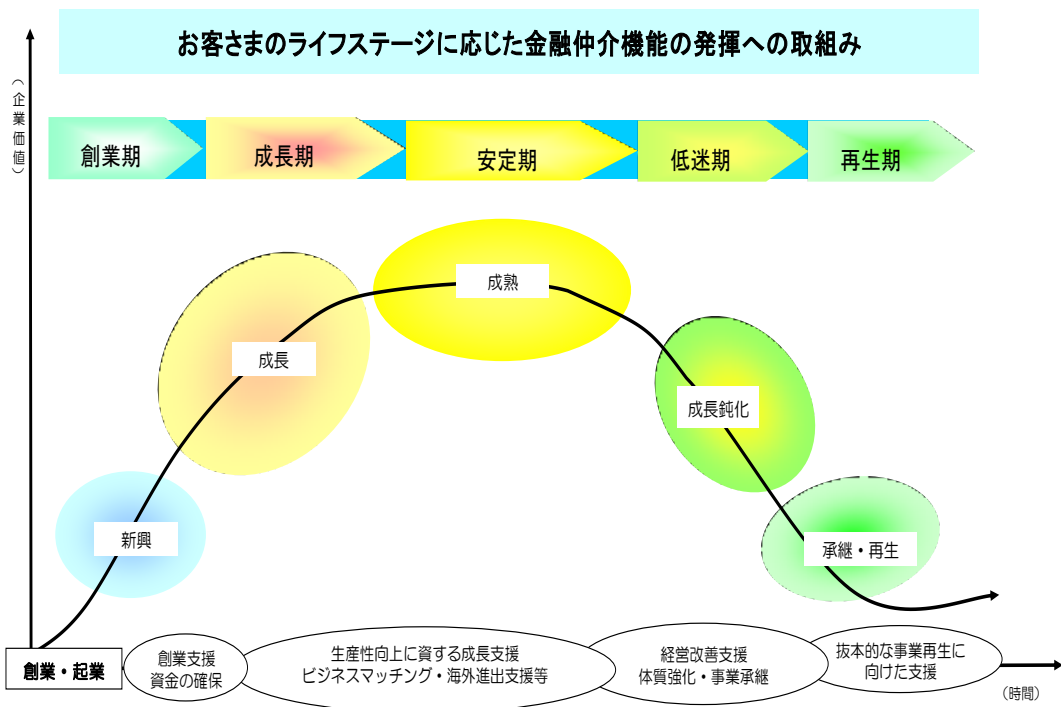 お客さまのライフステージに応じた金融仲介機能の発揮への取組み
（企業価値）
創業期
成長期
安定期
低迷期
再生期
成熟
成長
成長鈍化
新興
承継・再生
創業・起業
創業支援
資金の確保
生産性向上に資する成長支援
ビジネスマッチング・海外進出支援等
経営改善支援
体質強化・事業承継
抜本的な事業再生に
向けた支援
（時間）